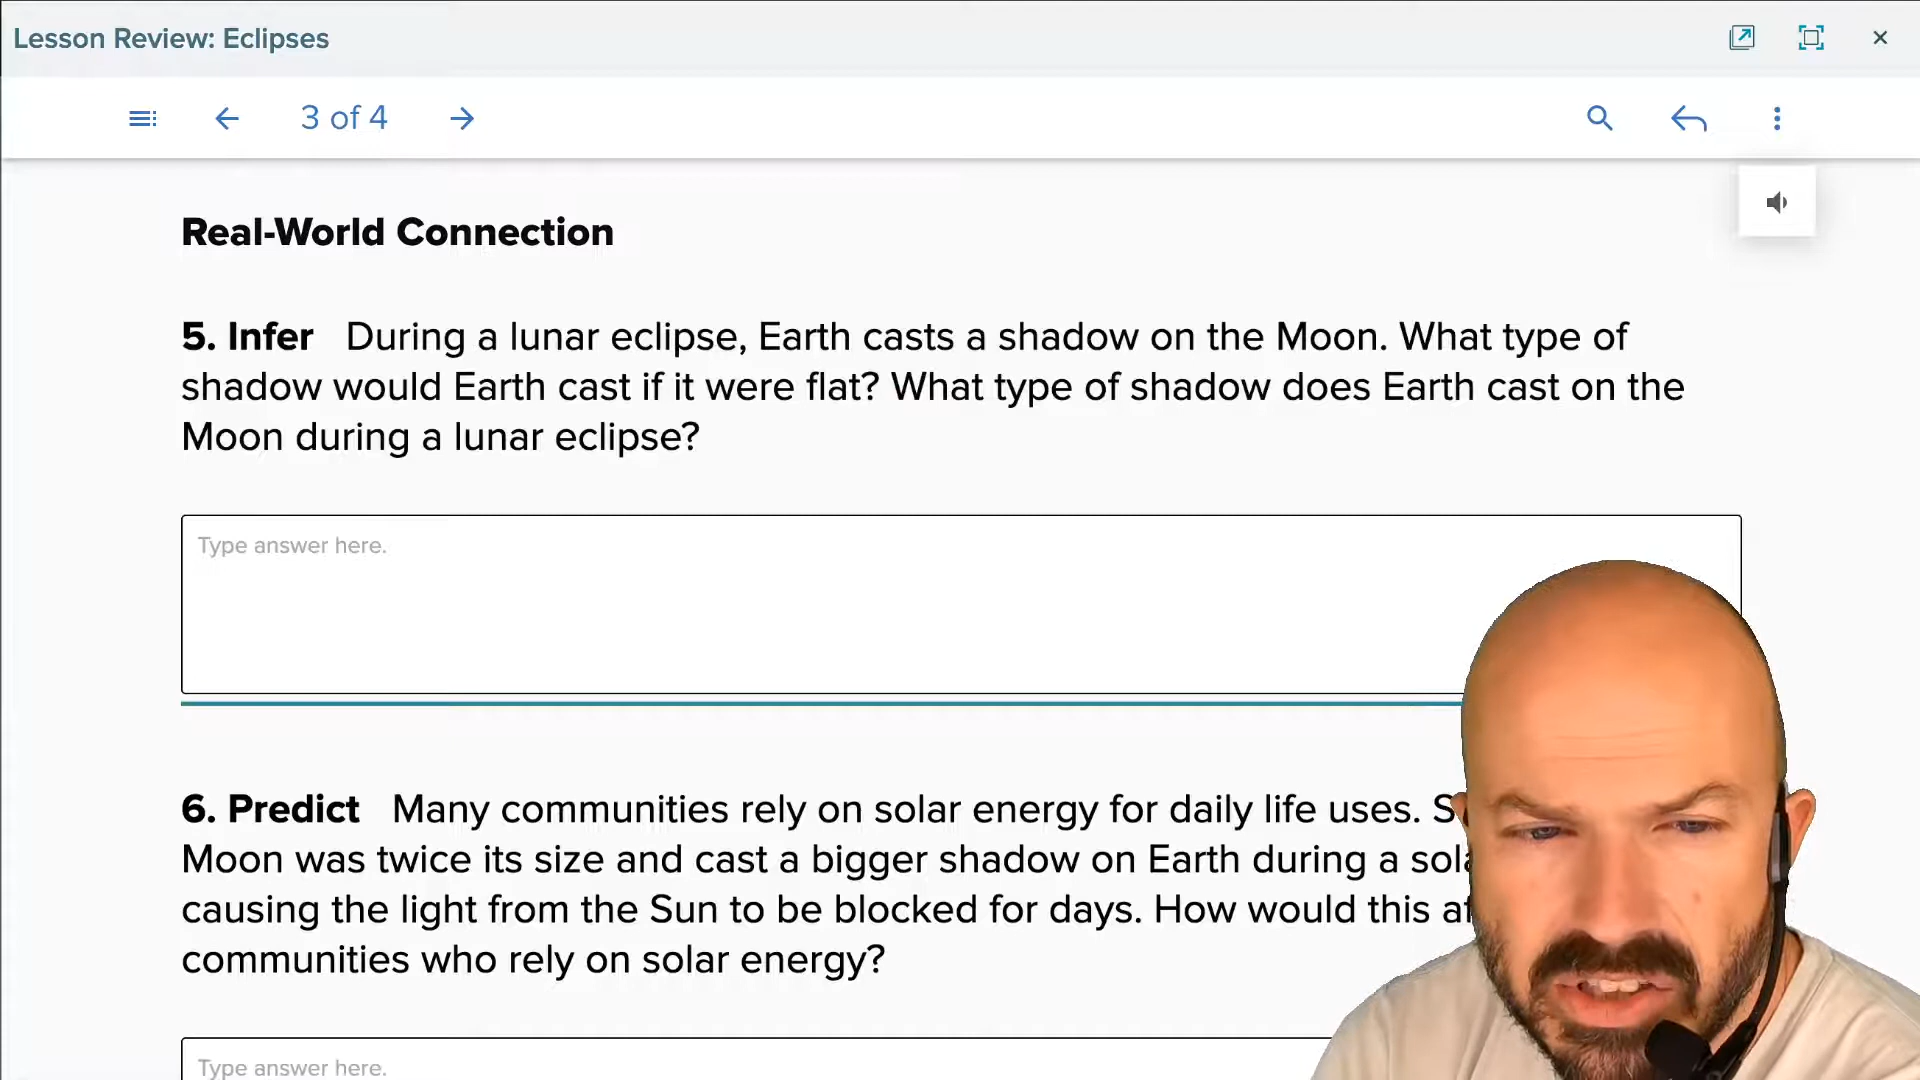 Lesson Review: Eclipses
3 of 4
Real-World Connection
5. Infer During a lunar eclipse, Earth casts a shadow on the Moon. What type of
shadow would Earth cast if it were flat? What type of shadow does Earth cast on the
Moon during a lunar eclipse?
Type answer here.
6. Predict Many communities rely on solar energy for daily life uses.
Moon was twice its size and cast a bigger shadow on Earth during a
causing the light from the Sun to be blocked for days. How would this
communities who rely on solar energy?
Type answer here.